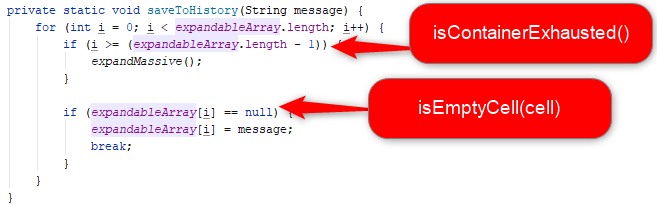 private static void saveToHistory(String message) {
for (int i = 0; i < expandableArray.length; i++) {
if (i >= (expandableArray.length - 1)) {
expandMassive();
}
if (expandableArray[i] == null) {
expandableArray[i] = message;
break;
}
}
}
isContainerExhausted()
isEmptyCell(cell)